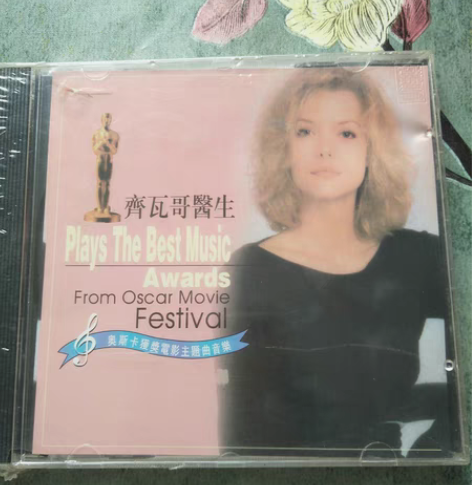 齊瓦哥醫生
Plays The Best Music
Awards
From Oscar Movie
Festival
奧斯卡獲獎電影主題曲音樂